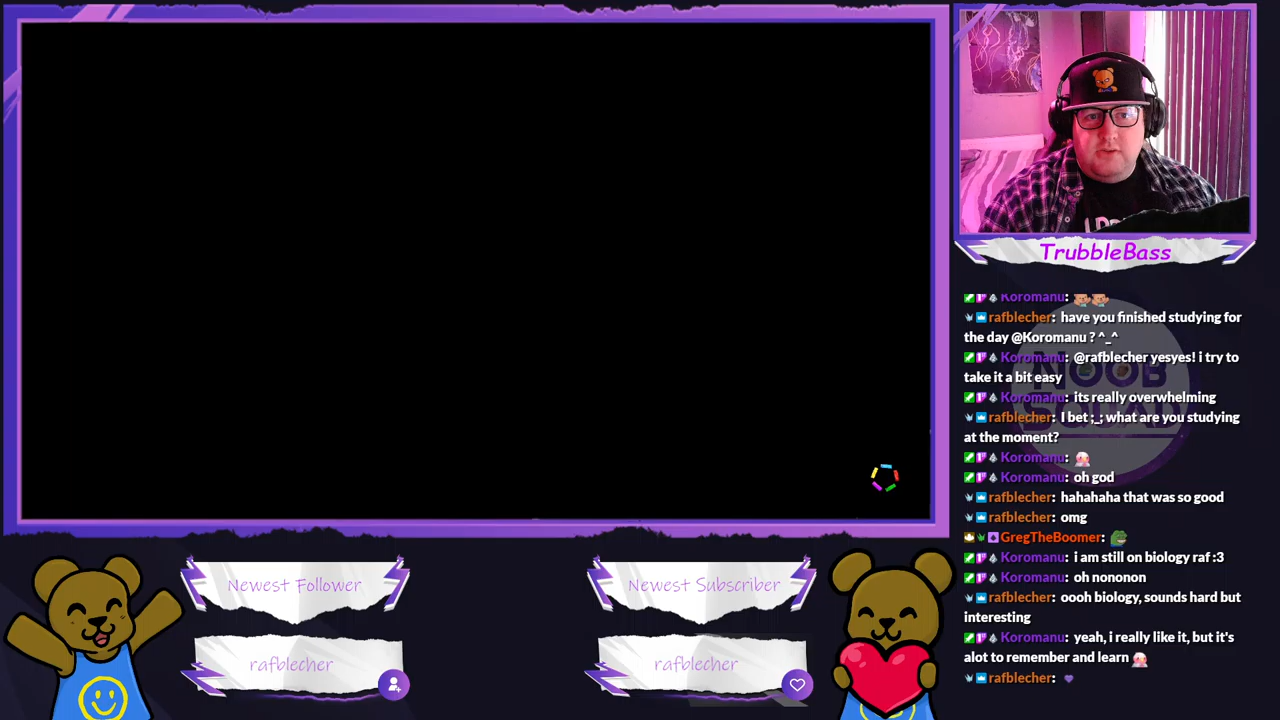 TrubbleBass
Koromanu:
rafblecher: have you finished studying for
the day @Koromanu ? ^_^
Koromanu: @rafblecher yesyes! i try to
take it a bit easy
Koromanu: its really overwhelming
rafblecher: I bet ;_; what are you studying
at the moment?
Koromanu:
Koromanu: oh god
rafblecher: hahahaha that was so good
rafblecher: omg
GregTheBoomer:
Koromanu: i am still on biology raf :3
Koromanu: oh nononon
rafblecher: oooh biology, sounds hard but
interesting
Koromanu: yeah, i really like it, but it's
alot to remember and learn
rafblecher:
NOOB
SQUAD
Newest Follower
rafblecher
Newest Subscriber
rafblecher